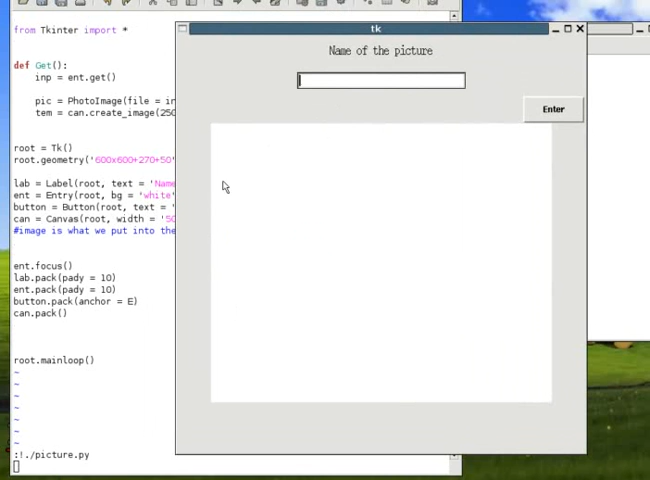 tk
Name of the picture
Enter
from Tkinter import *
def Get():
inp = ent.get()
pic = PhotoImage(file = in
tem = can.create_image(250
root = Tk()
root.geometry('600x600+270+50'
lab = Label(root, text = 'Name
ent = Entry(root, bg = 'white'
button = Button(root, text = '
can = Canvas(root, width = '50
#image is what we put into the
ent.focus()
lab.pack(pady = 10)
ent.pack(pady = 10)
button.pack(anchor = E)
can.pack()
root.mainloop()
~
~
~
~
~
~
~
:!./picture.py